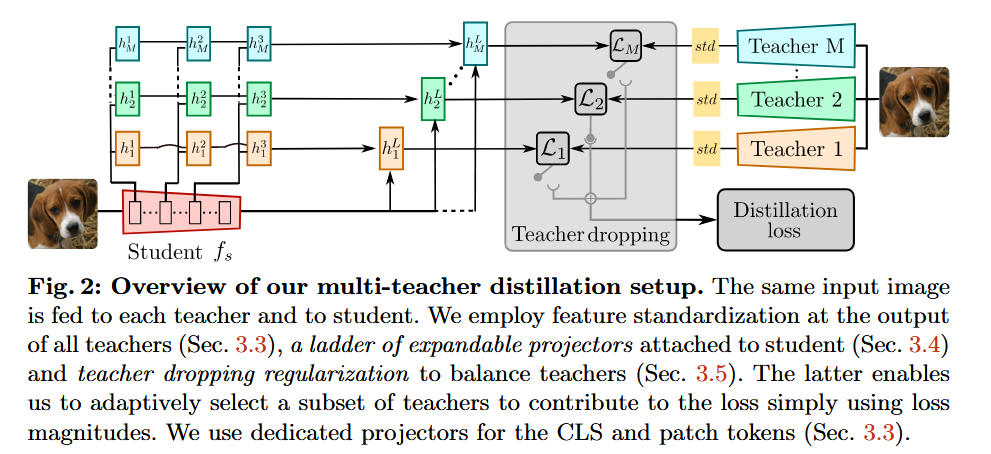 h_M^1 h_M^2 h_M^3 h_M^L ℒ_M std Teacher M
h_2^1 h_2^2 h_2^3 h_2^L ℒ_2 std Teacher 2
h_1^1 h_1^2 h_1^3 h_1^L ℒ_1 std Teacher 1
Student f_s
Teacher dropping
Distillation
loss
Fig. 2: Overview of our multi-teacher distillation setup. The same input image
is fed to each teacher and to student. We employ feature standardization at the output
of all teachers (Sec. 3.3), a ladder of expandable projectors attached to student (Sec. 3.4)
and teacher dropping regularization to balance teachers (Sec. 3.5). The latter enables
us to adaptively select a subset of teachers to contribute to the loss simply using loss
magnitudes. We use dedicated projectors for the CLS and patch tokens (Sec. 3.3).